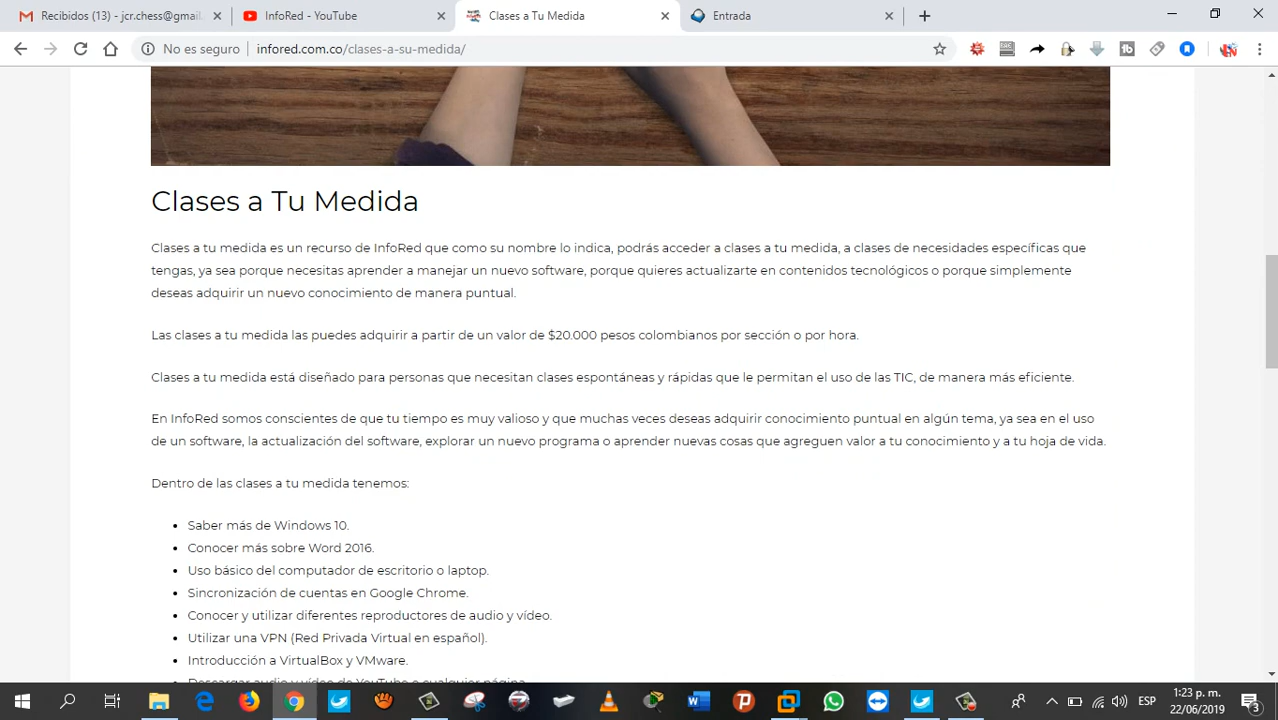 Recibidos (13) - jcr.chess@gmail.
InfoRed - YouTube
Clases a Tu Medida
Entrada
No es seguro
infored.com.co/clases-a-su-medida/
Clases a Tu Medida
Clases a tu medida es un recurso de InfoRed que como su nombre lo indica, podrás acceder a clases a tu medida, a clases de necesidades específicas que
tengas, ya sea porque necesitas aprender a manejar un nuevo software, porque quieres actualizarte en contenidos tecnológicos o porque simplemente
deseas adquirir un nuevo conocimiento de manera puntual.
Las clases a tu medida las puedes adquirir a partir de un valor de $20.000 pesos colombianos por sección o por hora.
Clases a tu medida está diseñado para personas que necesitan clases espontáneas y rápidas que le permitan el uso de las TIC, de manera más eficiente.
En InfoRed somos conscientes de que tu tiempo es muy valioso y que muchas veces deseas adquirir conocimiento puntual en algún tema, ya sea en el uso
de un software, la actualización del software, explorar un nuevo programa o aprender nuevas cosas que agreguen valor a tu conocimiento y a tu hoja de vida.
Dentro de las clases a tu medida tenemos:
• Saber más de Windows 10.
• Conocer más sobre Word 2016.
• Uso básico del computador de escritorio o laptop.
• Sincronización de cuentas en Google Chrome.
• Conocer y utilizar diferentes reproductores de audio y vídeo.
• Utilizar una VPN (Red Privada Virtual en español).
• Introducción a VirtualBox y VMware.
• Descargar audio y vídeo de YouTube o cualquier página
ESP
1:23 p. m.
22/06/2019
3